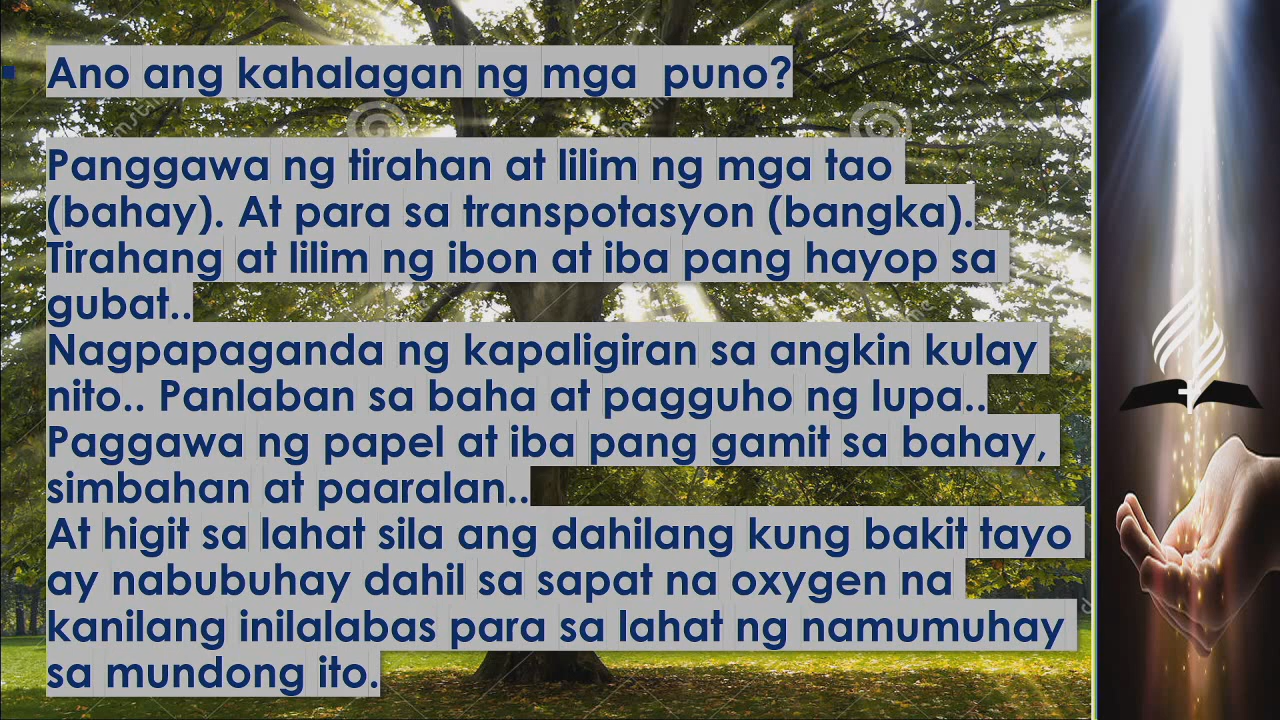 Ano ang kahalagan ng mga puno?
Panggawa ng tirahan at lilim ng mga tao
(bahay). At para sa transpotasyon (bangka).
Tirahang at lilim ng ibon at iba pang hayop sa
gubat..
Nagpapaganda ng kapaligiran sa angkin kulay
nito.. Panlaban sa baha at pagguho ng lupa..
Paggawa ng papel at iba pang gamit sa bahay,
simbahan at paaralan..
At higit sa lahat sila ang dahilang kung bakit tayo
ay nabubuhay dahil sa sapat na oxygen na
kanilang inilalabas para sa lahat ng namumuhay
sa mundong ito.